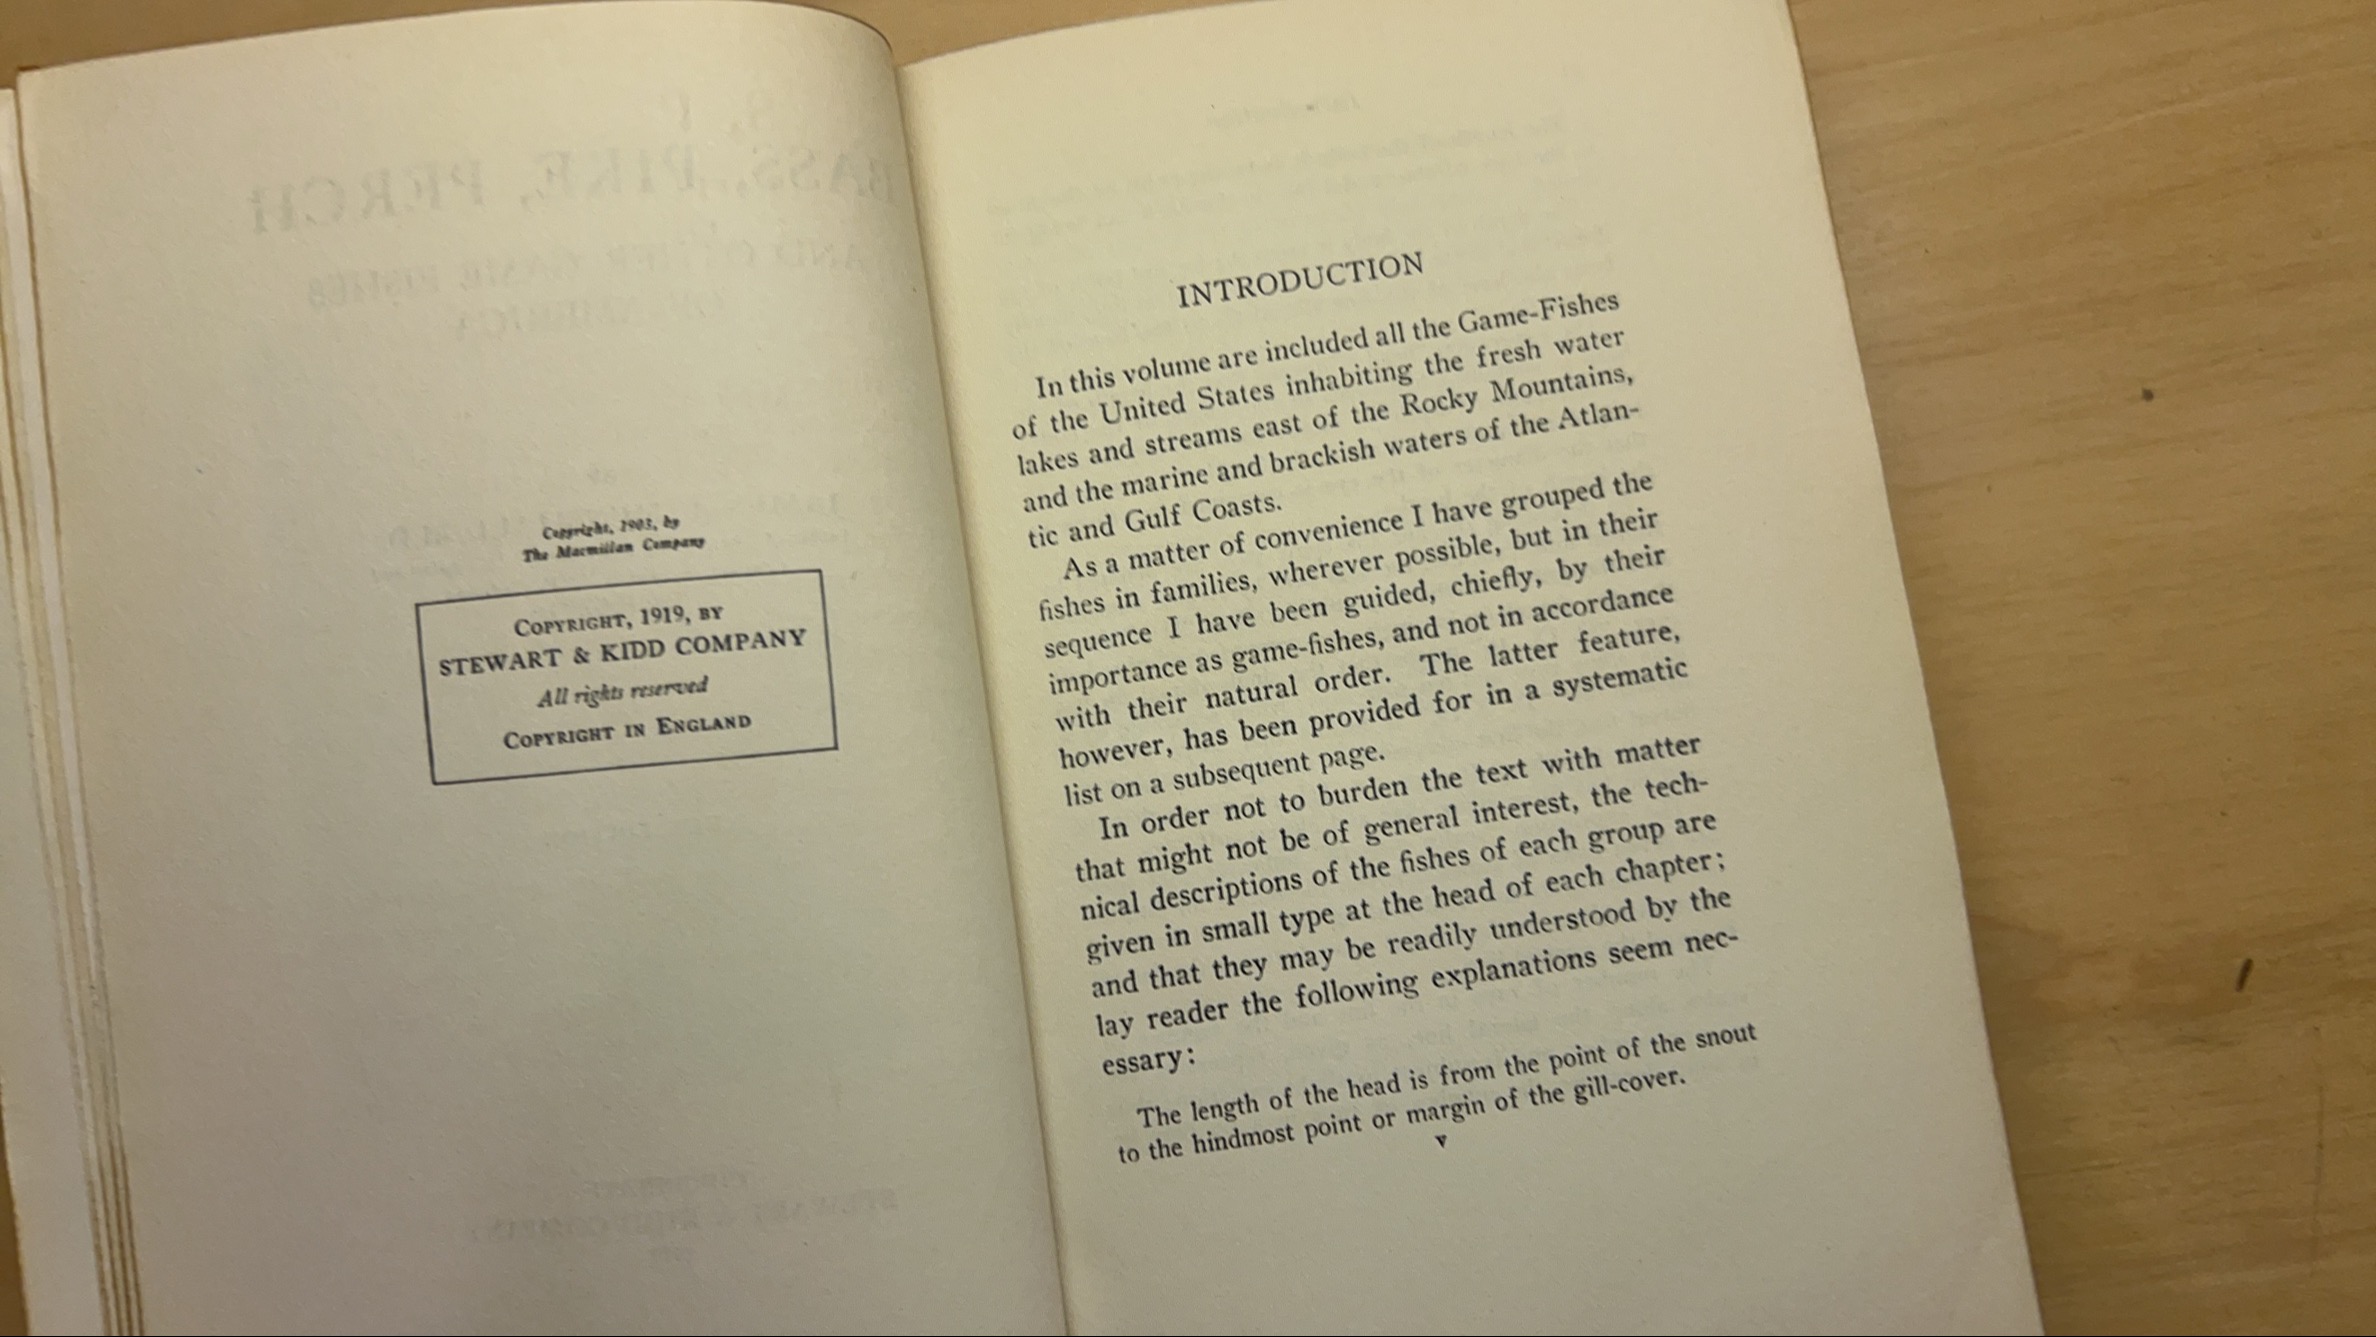 Copyright, 1903, by
The Macmillan Company
COPYRIGHT, 1919, BY
STEWART & KIDD COMPANY
All rights reserved
COPYRIGHT IN ENGLAND
INTRODUCTION
In this volume are included all the Game-Fishes
of the United States inhabiting the fresh water
lakes and streams east of the Rocky Mountains,
and the marine and brackish waters of the Atlan-
tic and Gulf Coasts.
As a matter of convenience I have grouped the
fishes in families, wherever possible, but in their
sequence I have been guided, chiefly, by their
importance as game-fishes, and not in accordance
with their natural order. The latter feature,
however, has been provided for in a systematic
list on a subsequent page.
In order not to burden the text with matter
that might not be of general interest, the tech-
nical descriptions of the fishes of each group are
given in small type at the head of each chapter;
and that they may be readily understood by the
lay reader the following explanations seem nec-
essary:
The length of the head is from the point of the snout
to the hindmost point or margin of the gill-cover.
v